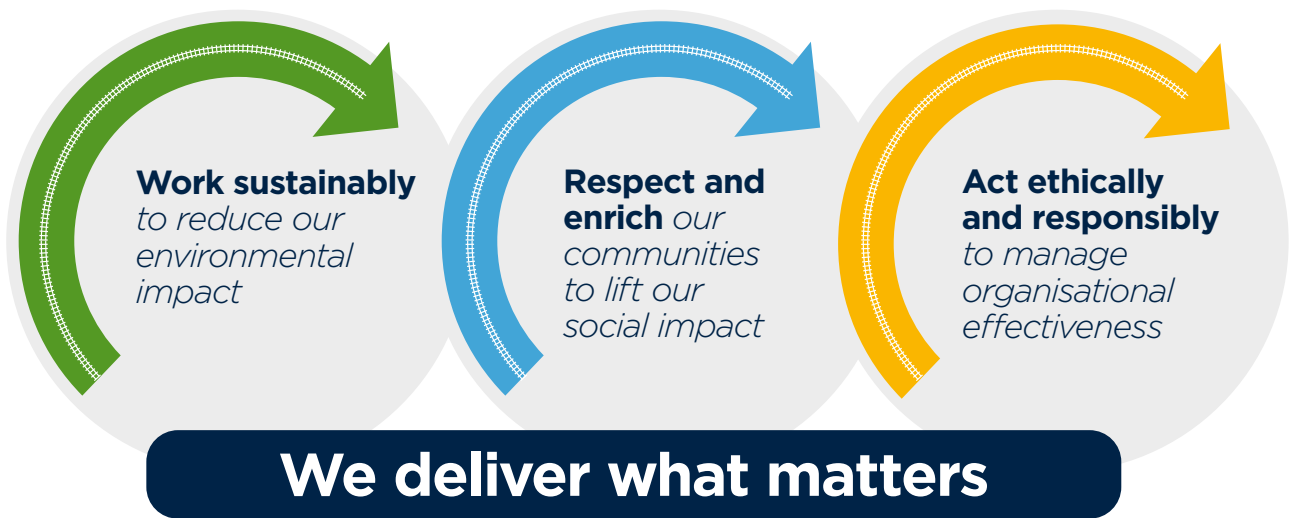 Work sustainably
to reduce our
environmental
impact
Respect and
enrich our
communities
to lift our
social impact
Act ethically
and responsibly
to manage
organisational
effectiveness
We deliver what matters